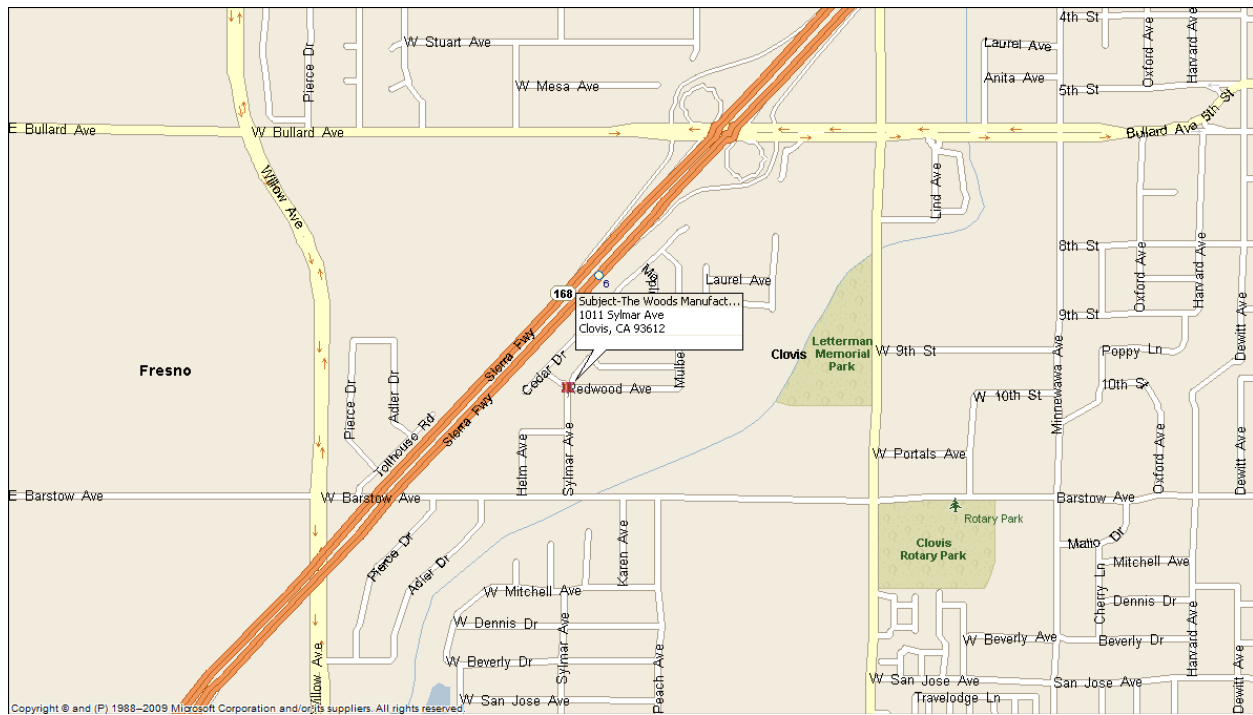 4th St
W Stuart Ave
Laurel Ave
Pierce Dr
Oxford Ave
Harvard Ave
W Mesa Ave
Anita Ave
5th St
5th St
E Bullard Ave
W Bullard Ave
Bullard Ave
Willow Ave
Lind Ave
8th St
Laurel Ave
6
168
Subject-The Woods Manufact...
1011 Sylmar Ave
Clovis, CA 93612
Oxford Ave
Harvard Ave
9th St
Dewitt Ave
Sierra Fwy
Cedar Dr
Clovis
Letterman
Memorial
Park
W 9th St
Poppy Ln
Minnewawa Ave
Fresno
Redwood Ave
10th St
W 10th St
Pierce Dr
Adler Dr
Sierra Fwy
Tollhouse Rd
Helm Ave
Sylmar Ave
W Portals Ave
Oxford Ave
Dewitt Ave
E Barstow Ave
W Barstow Ave
Barstow Ave
Rotary Park
Karen Ave
Pierce Dr
Adler Dr
Clovis
Rotary Park
Mitchell Ave
W Mitchell Ave
Cherry Ln
Dennis Dr
W Dennis Dr
Sylmar Ave
Harvard Ave
W Beverly Ave
Beverly Dr
W Beverly Dr
Peach Ave
Willow Ave
W San Jose Ave
San Jose Ave
W San Jose Ave
Travelodge Ln
Dewitt Ave
Copyright © and (P) 1988–2009 Microsoft Corporation and/or its suppliers. All rights reserved.